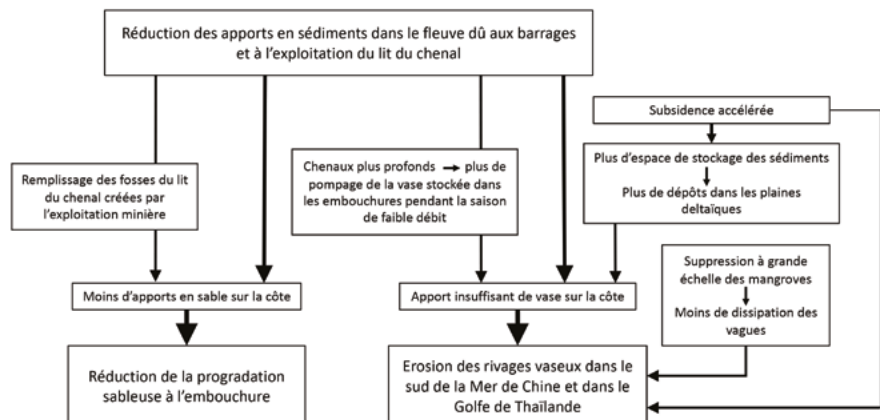 Réduction des apports en sédiments dans le fleuve dû aux barrages
et à l'exploitation du lit du chenal
Subsidence accélérée
Remplissage des fosses du lit
du chenal créées par
l'exploitation minière
Chenaux plus profonds → plus de
pompage de la vase stockée dans
les embouchures pendant la saison
de faible débit
Plus d'espace de stockage des sédiments
Plus de dépôts dans les plaines
deltaïques
Suppression à grande
échelle des mangroves
Moins de dissipation des
vagues
Moins d'apports en sable sur la côte
Apport insuffisant de vase sur la côte
Réduction de la progradation
sableuse à l'embouchure
Erosion des rivages vaseux dans le
sud de la Mer de Chine et dans le
Golfe de Thaïlande